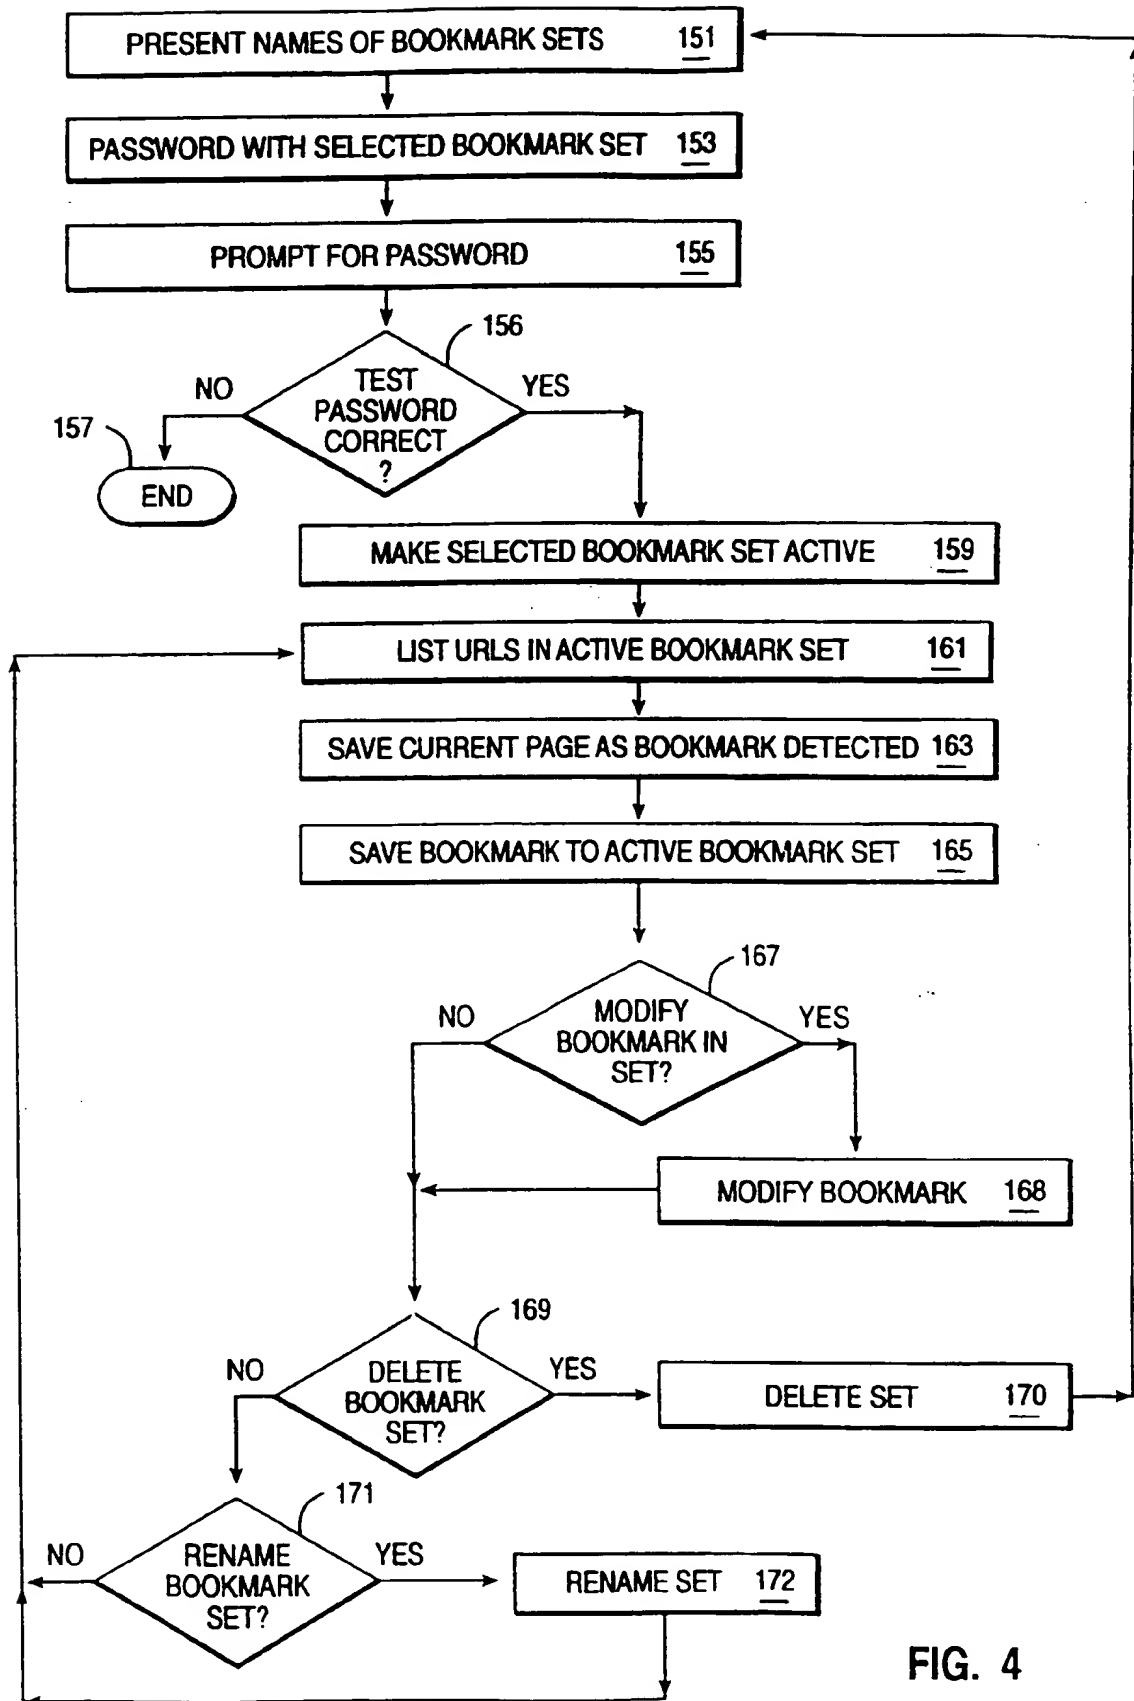 PRESENT NAMES OF BOOKMARK SETS 151
PASSWORD WITH SELECTED BOOKMARK SET 153
PROMPT FOR PASSWORD 155
156
NO
TEST
PASSWORD
CORRECT
?
YES
157
END
MAKE SELECTED BOOKMARK SET ACTIVE 159
LIST URLS IN ACTIVE BOOKMARK SET 161
SAVE CURRENT PAGE AS BOOKMARK DETECTED 163
SAVE BOOKMARK TO ACTIVE BOOKMARK SET 165
167
NO
MODIFY
BOOKMARK IN
SET?
YES
MODIFY BOOKMARK 168
169
NO
DELETE
BOOKMARK
SET?
YES
DELETE SET 170
171
NO
RENAME
BOOKMARK
SET?
YES
RENAME SET 172
FIG. 4